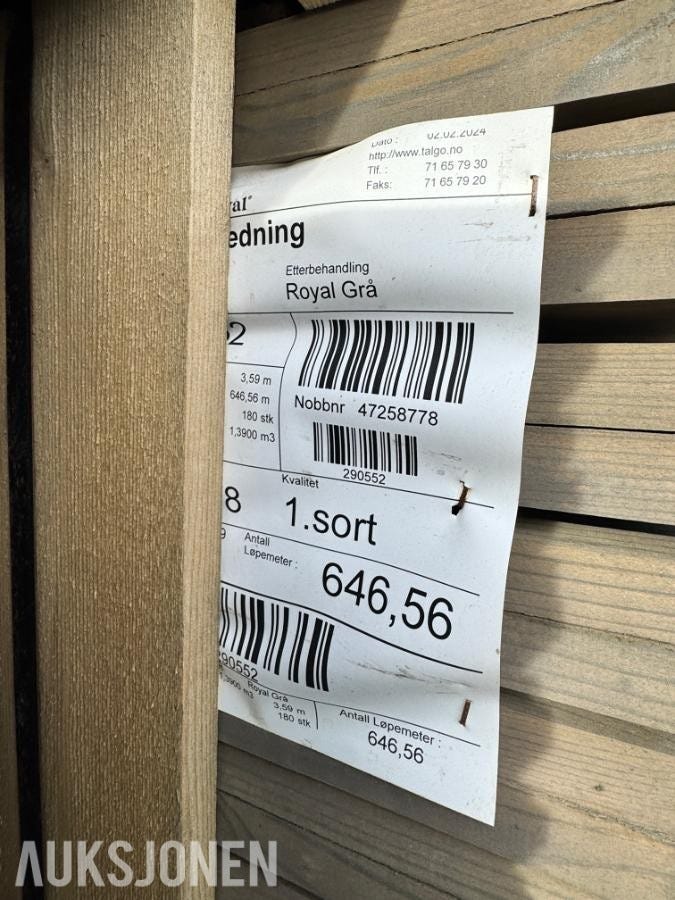 Dato : 02.02.2024
http://www.talgo.no
Tlf. : 71 65 79 30
Faks: 71 65 79 20
edning
Etterbehandling
Royal Grå
3,59 m
646,56 m
180 stk
1,3900 m3
Nobbnr 47258778
290552
Kvalitet
8 1.sort
Antall
Løpemeter : 646,56
290552
Royal Grå
3,59 m
180 stk
Antall Løpemeter :
646,56
AUKSJONEN